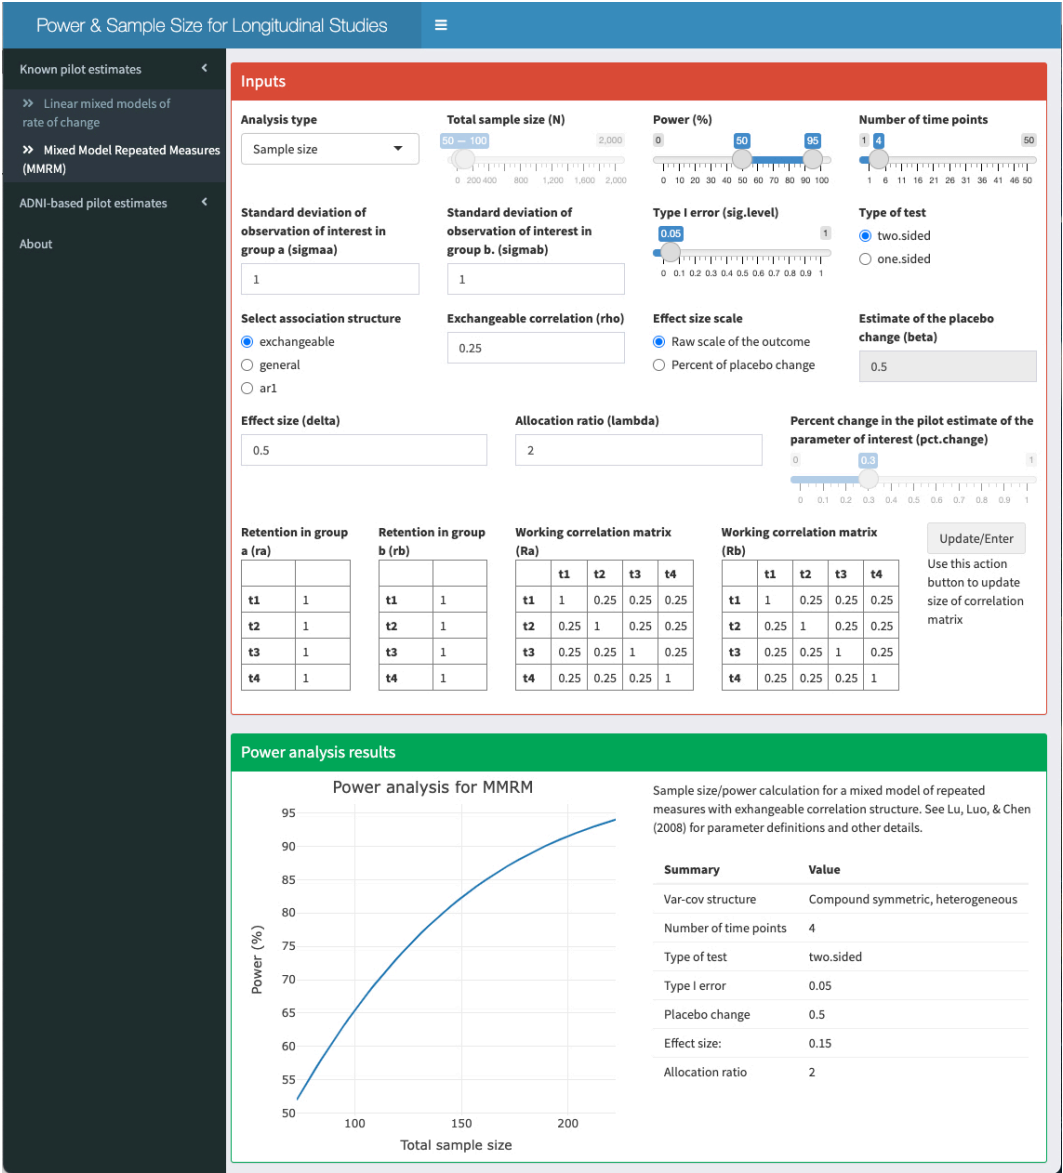 Power & Sample Size for Longitudinal Studies
Known pilot estimates
Linear mixed models of
rate of change
Mixed Model Repeated Measures
(MMRM)
ADNI-based pilot estimates
About
Inputs
Analysis type
Sample size
Total sample size (N)
50 — 100 2,000
0 200 400 800 1,200 1,600 2,000
Power (%)
0 50 95
0 10 20 30 40 50 60 70 80 90 100
Number of time points
1 4 50
1 6 11 16 21 26 31 36 41 46 50
Standard deviation of
observation of interest in
group a (sigmaa)
1
Standard deviation of
observation of interest in
group b. (sigmab)
1
Type I error (sig.level)
0.05 1
0 0.1 0.2 0.3 0.4 0.5 0.6 0.7 0.8 0.9 1
Type of test
two.sided
one.sided
Select association structure
exchangeable
general
ar1
Exchangeable correlation (rho)
0.25
Effect size scale
Raw scale of the outcome
Percent of placebo change
Estimate of the placebo
change (beta)
0.5
Effect size (delta)
0.5
Allocation ratio (lambda)
2
Percent change in the pilot estimate of the
parameter of interest (pct.change)
0 0.3 1
0 0.1 0.2 0.3 0.4 0.5 0.6 0.7 0.8 0.9 1
Retention in group
a (ra)
t1 1
t2 1
t3 1
t4 1
Retention in group
b (rb)
t1 1
t2 1
t3 1
t4 1
Working correlation matrix
(Ra)
t1 t2 t3 t4
t1 1 0.25 0.25 0.25
t2 0.25 1 0.25 0.25
t3 0.25 0.25 1 0.25
t4 0.25 0.25 0.25 1
Working correlation matrix
(Rb)
t1 t2 t3 t4
t1 1 0.25 0.25 0.25
t2 0.25 1 0.25 0.25
t3 0.25 0.25 1 0.25
t4 0.25 0.25 0.25 1
Update/Enter
Use this action
button to update
size of correlation
matrix
Power analysis results
Power analysis for MMRM
95
90
85
80
75
70
65
60
55
50
Power (%)
100 150 200
Total sample size
Sample size/power calculation for a mixed model of repeated
measures with exhangeable correlation structure. See Lu, Luo, & Chen
(2008) for parameter definitions and other details.
Summary Value
Var-cov structure Compound symmetric, heterogeneous
Number of time points 4
Type of test two.sided
Type I error 0.05
Placebo change 0.5
Effect size: 0.15
Allocation ratio 2